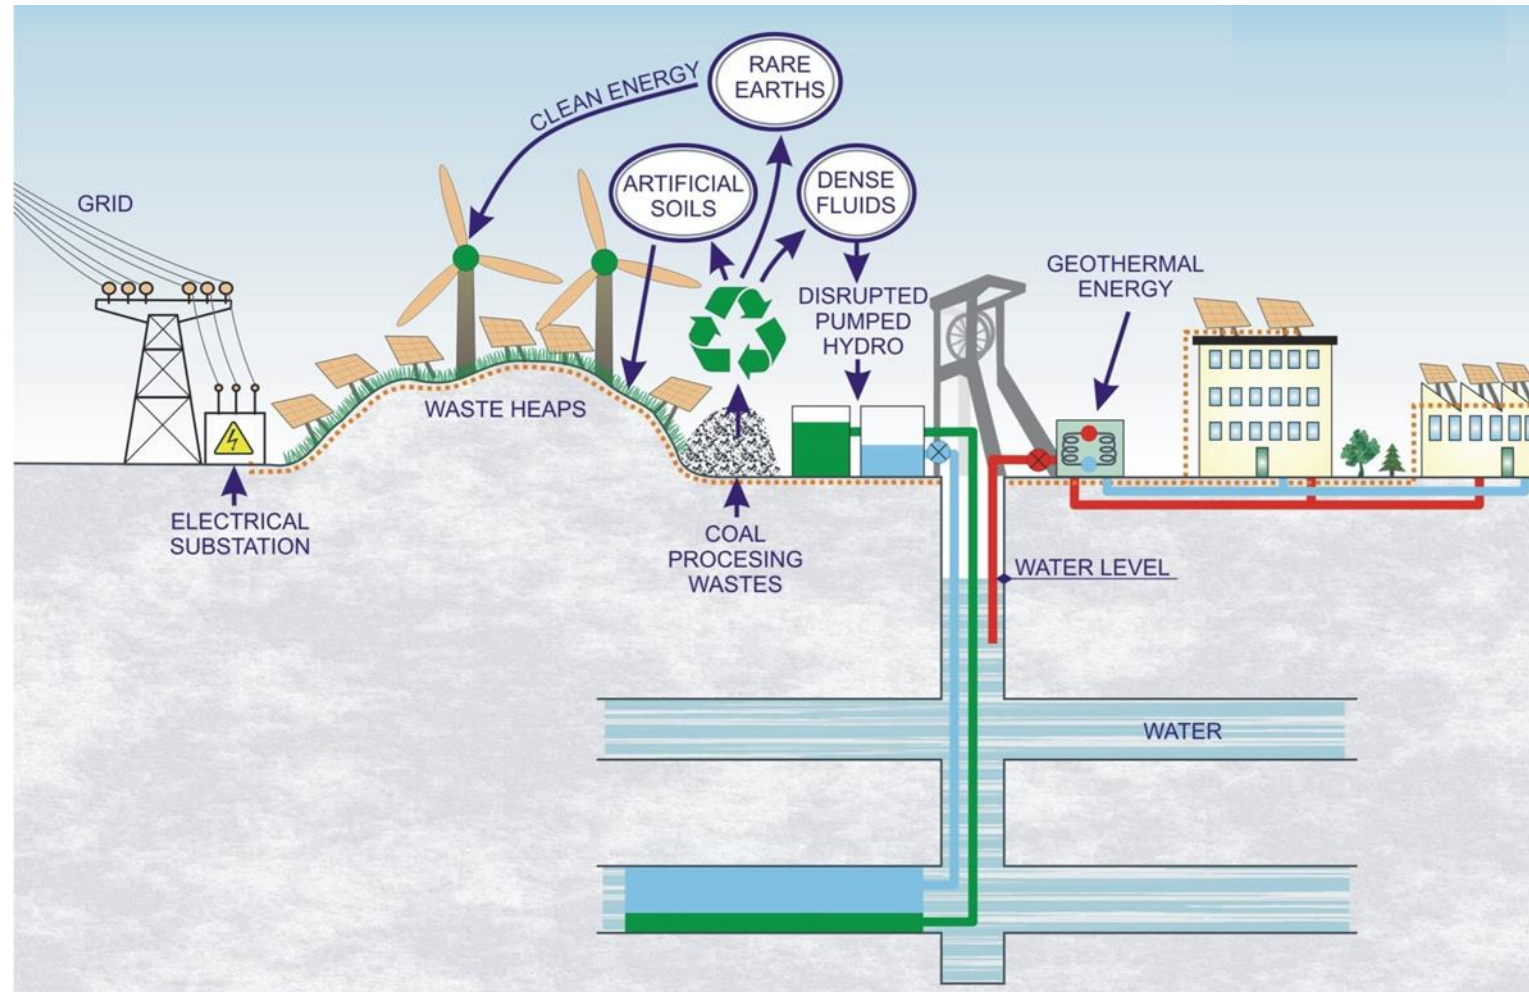 RARE
EARTHS
CLEAN ENERGY
ARTIFICIAL
SOILS
DENSE
FLUIDS
GRID
GEOTHERMAL
ENERGY
DISRUPTED
PUMPED
HYDRO
WASTE HEAPS
ELECTRICAL
SUBSTATION
COAL
PROCESING
WASTES
WATER LEVEL
WATER